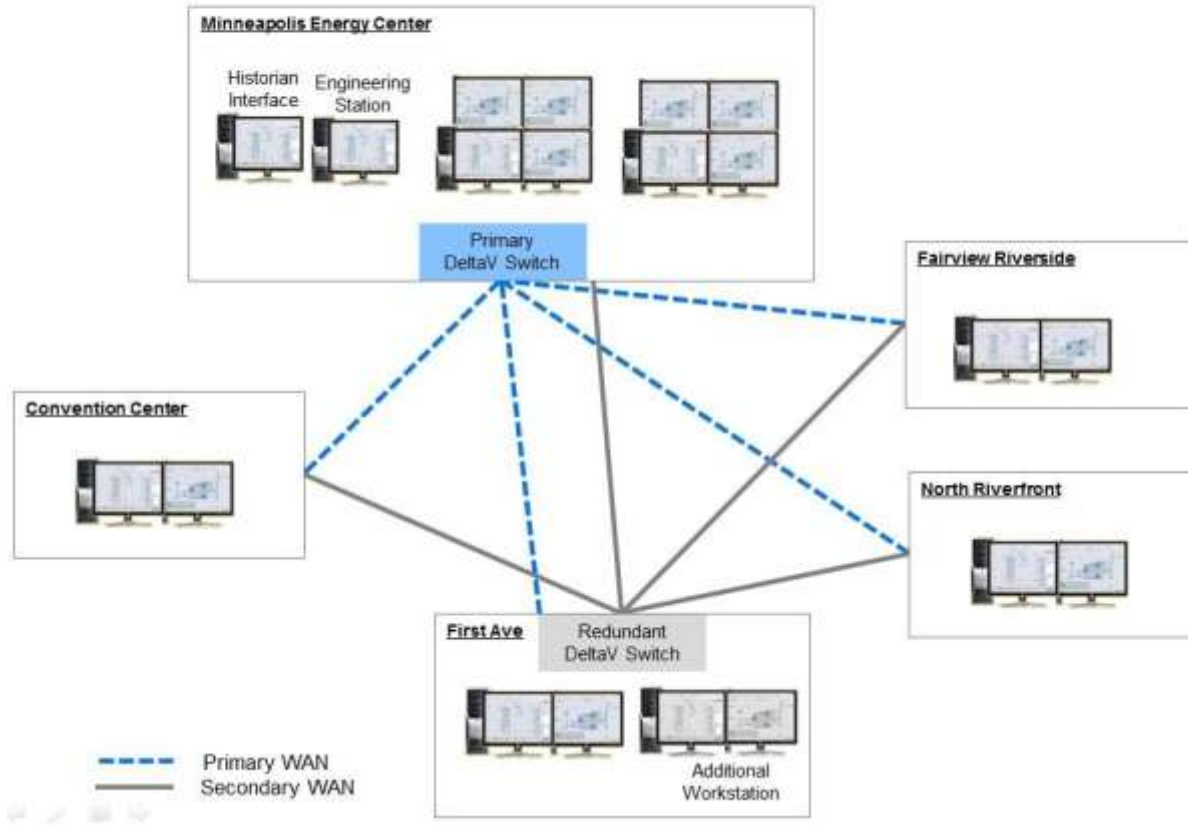 Minneapolis Energy Center
Historian
Interface
Engineering
Station
Primary
DeltaV Switch
Fairview Riverside
Convention Center
North Riverfront
First Ave
Redundant
DeltaV Switch
Additional
Workstation
Primary WAN
Secondary WAN